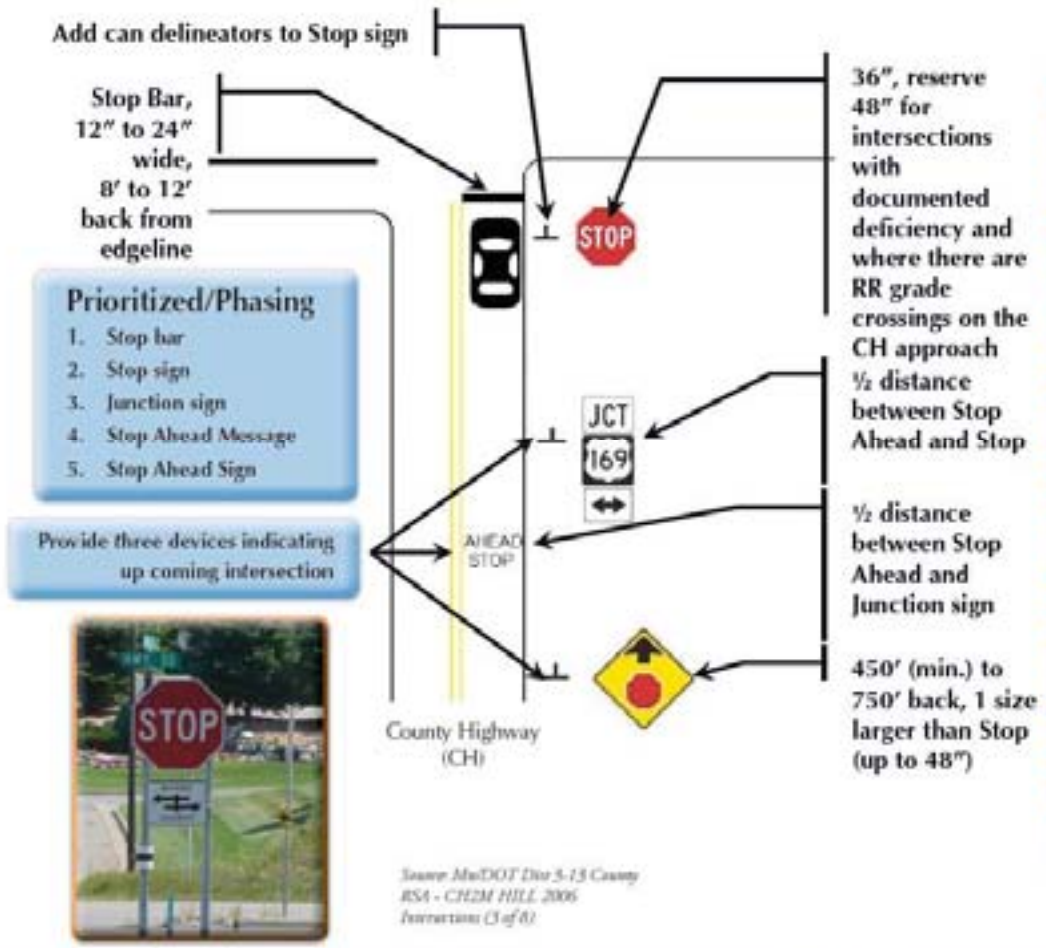 Add can delineators to Stop sign
Stop Bar,
12" to 24"
wide,
8' to 12'
back from
edgeline
36", reserve
48" for
intersections
with
documented
deficiency and
where there are
RR grade
crossings on the
CH approach
STOP
Prioritized/Phasing
1. Stop bar
2. Stop sign
3. Junction sign
4. Stop Ahead Message
5. Stop Ahead Sign
JCT
169
½ distance
between Stop
Ahead and Stop
Provide three devices indicating
up coming intersection
AHEAD
STOP
½ distance
between Stop
Ahead and
Junction sign
450' (min.) to
750' back, 1 size
larger than Stop
(up to 48")
County Highway
(CH)
STOP
Source: Mn/DOT Dist 3-13 County
RSA - CH2M HILL 2006
Intersections (3 of 8)